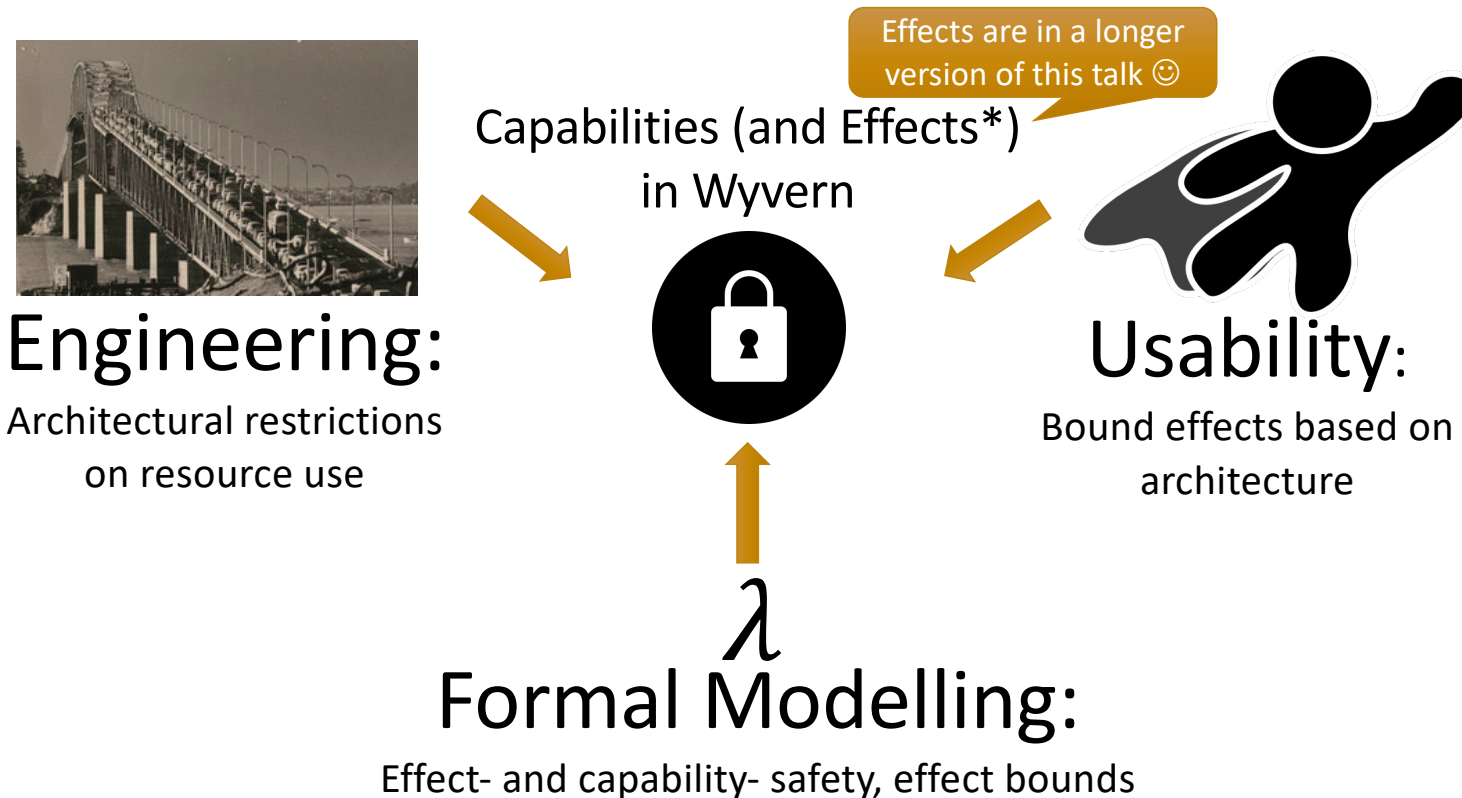 Effects are in a longer
version of this talk ☺
Capabilities (and Effects*)
in Wyvern
Engineering:
Architectural restrictions
on resource use
Usability:
Bound effects based on
architecture
λ
Formal Modelling:
Effect- and capability- safety, effect bounds